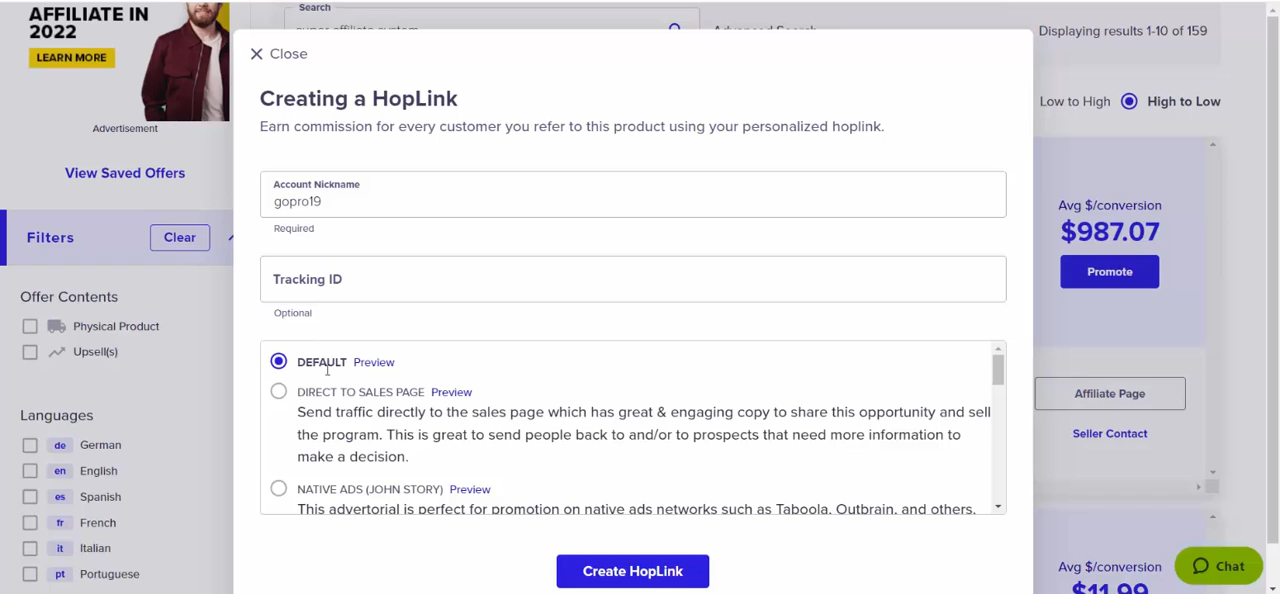 AFFILIATE IN
2022
LEARN MORE
Advertisement
View Saved Offers
Filters
Clear
Offer Contents
Physical Product
Upsell(s)
Languages
de German
en English
es Spanish
fr French
it Italian
pt Portuguese
Search
super affiliate system
Advanced Search
Displaying results 1-10 of 159
Low to High
High to Low
Close
Creating a HopLink
Earn commission for every customer you refer to this product using your personalized hoplink.
Account Nickname
gopro19
Required
Tracking ID
Optional
DEFAULT Preview
DIRECT TO SALES PAGE Preview
Send traffic directly to the sales page which has great & engaging copy to share this opportunity and sell
the program. This is great to send people back to and/or to prospects that need more information to
make a decision.
NATIVE ADS (JOHN STORY) Preview
This advertorial is perfect for promotion on native ads networks such as Taboola, Outbrain, and others.
Create HopLink
Avg $/conversion
$987.07
Promote
Affiliate Page
Seller Contact
Avg $/conversion
$11.99
Chat